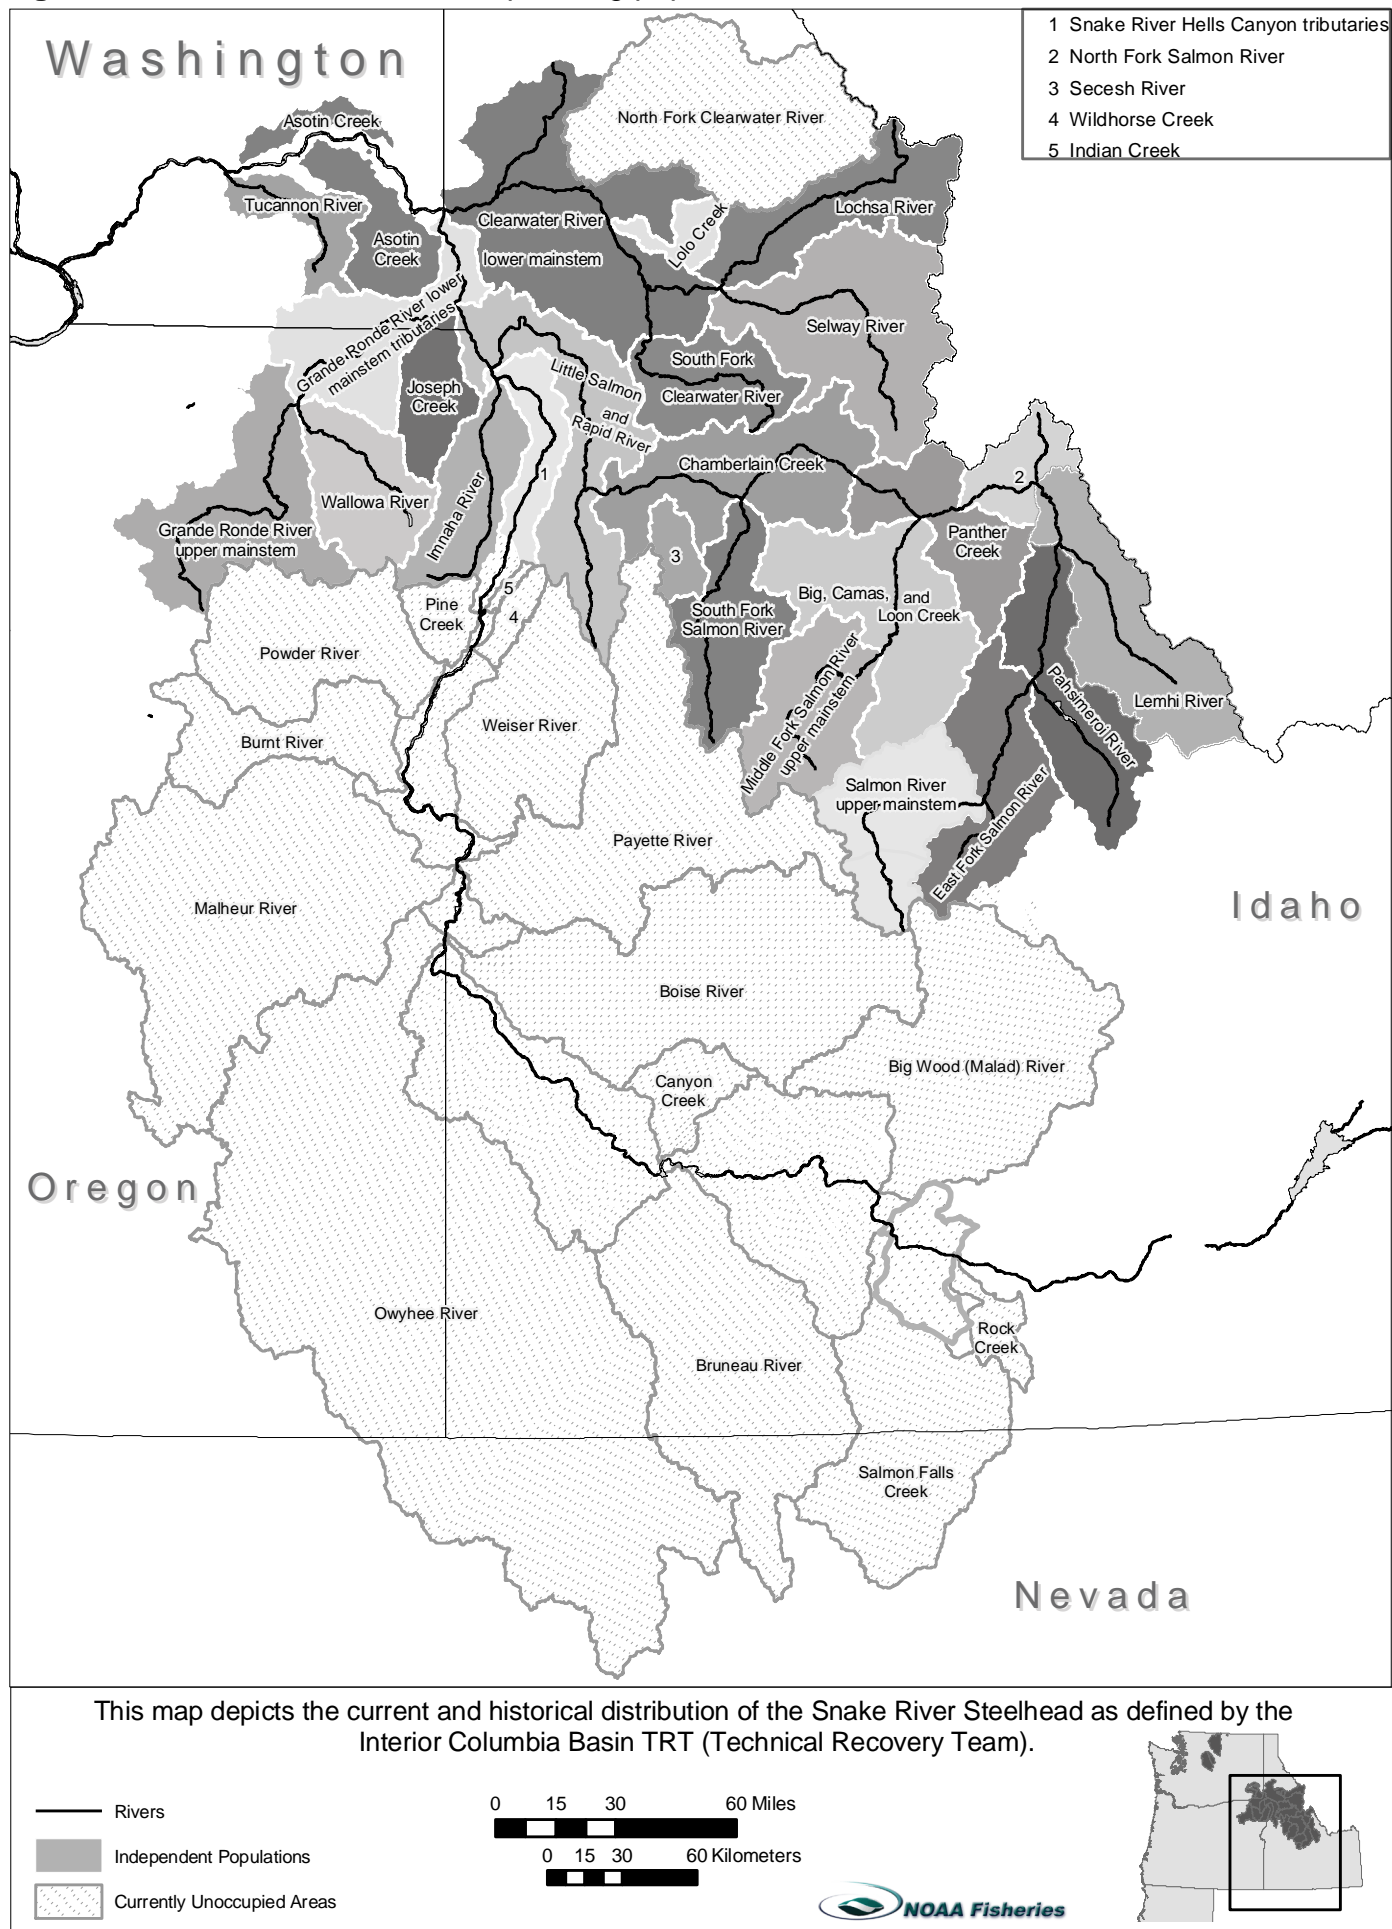 Washington
1 Snake River Hells Canyon tributaries
2 North Fork Salmon River
3 Secesh River
4 Wildhorse Creek
5 Indian Creek
Asotin Creek
North Fork Clearwater River
Tucannon River
Asotin
Creek
Clearwater River
lower mainstem
Lolo Creek
Lochsa River
Grande Ronde River lower
mainstem tributaries
Selway River
South Fork
Clearwater River
Joseph
Creek
Little Salmon
and
Rapid River
Chamberlain Creek
1
2
Wallowa River
Imnaha River
Grande Ronde River
upper mainstem
Panther
Creek
3
5
4
Pine
Creek
South Fork
Salmon River
Big, Camas, and
Loon Creek
Powder River
Middle Fork Salmon River
upper mainstem
Pahsimeroi River
Lemhi River
Weiser River
Burnt River
Salmon River
upper mainstem
East Fork Salmon River
Payette River
Malheur River
Idaho
Boise River
Big Wood (Malad) River
Canyon
Creek
Oregon
Owyhee River
Rock
Creek
Bruneau River
Salmon Falls
Creek
Nevada
This map depicts the current and historical distribution of the Snake River Steelhead as defined by the
Interior Columbia Basin TRT (Technical Recovery Team).
Rivers
Independent Populations
Currently Unoccupied Areas
0 15 30 60 Miles
0 15 30 60 Kilometers
NOAA Fisheries